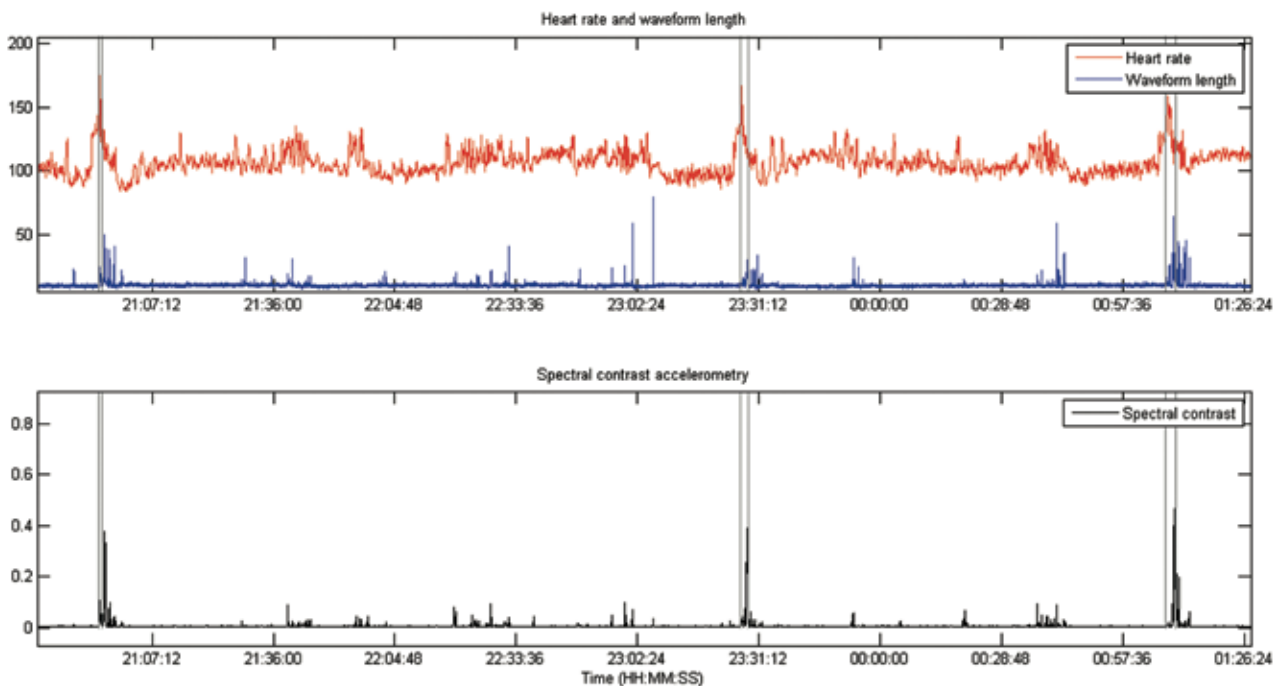 Heart rate and waveform length
200
150
100
50
Heart rate
Waveform length
21:07:12 21:36:00 22:04:48 22:33:36 23:02:24 23:31:12 00:00:00 00:28:48 00:57:36 01:26:24
Spectral contrast accelerometry
0.8
0.6
0.4
0.2
0
Spectral contrast
21:07:12 21:36:00 22:04:48 22:33:36 23:02:24 23:31:12 00:00:00 00:28:48 00:57:36 01:26:24
Time (HH:MM:SS)